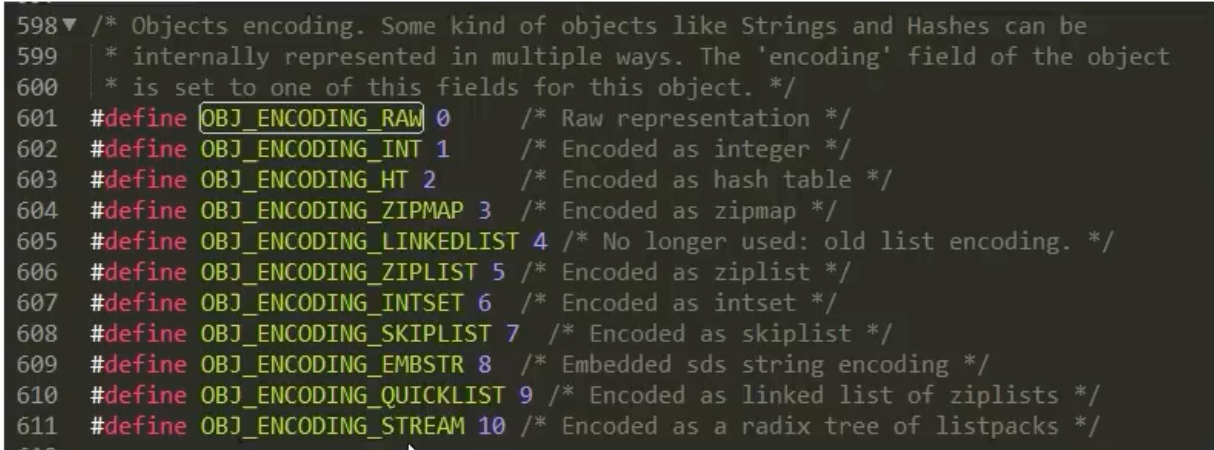 598 /* Objects encoding. Some kind of objects like Strings and Hashes can be
599 * internally represented in multiple ways. The 'encoding' field of the object
600 * is set to one of this fields for this object. */
601 #define OBJ_ENCODING_RAW 0 /* Raw representation */
602 #define OBJ_ENCODING_INT 1 /* Encoded as integer */
603 #define OBJ_ENCODING_HT 2 /* Encoded as hash table */
604 #define OBJ_ENCODING_ZIPMAP 3 /* Encoded as zipmap */
605 #define OBJ_ENCODING_LINKEDLIST 4 /* No longer used: old list encoding. */
606 #define OBJ_ENCODING_ZIPLIST 5 /* Encoded as ziplist */
607 #define OBJ_ENCODING_INTSET 6 /* Encoded as intset */
608 #define OBJ_ENCODING_SKIPLIST 7 /* Encoded as skiplist */
609 #define OBJ_ENCODING_EMBSTR 8 /* Embedded sds string encoding */
610 #define OBJ_ENCODING_QUICKLIST 9 /* Encoded as linked list of ziplists */
611 #define OBJ_ENCODING_STREAM 10 /* Encoded as a radix tree of listpacks */